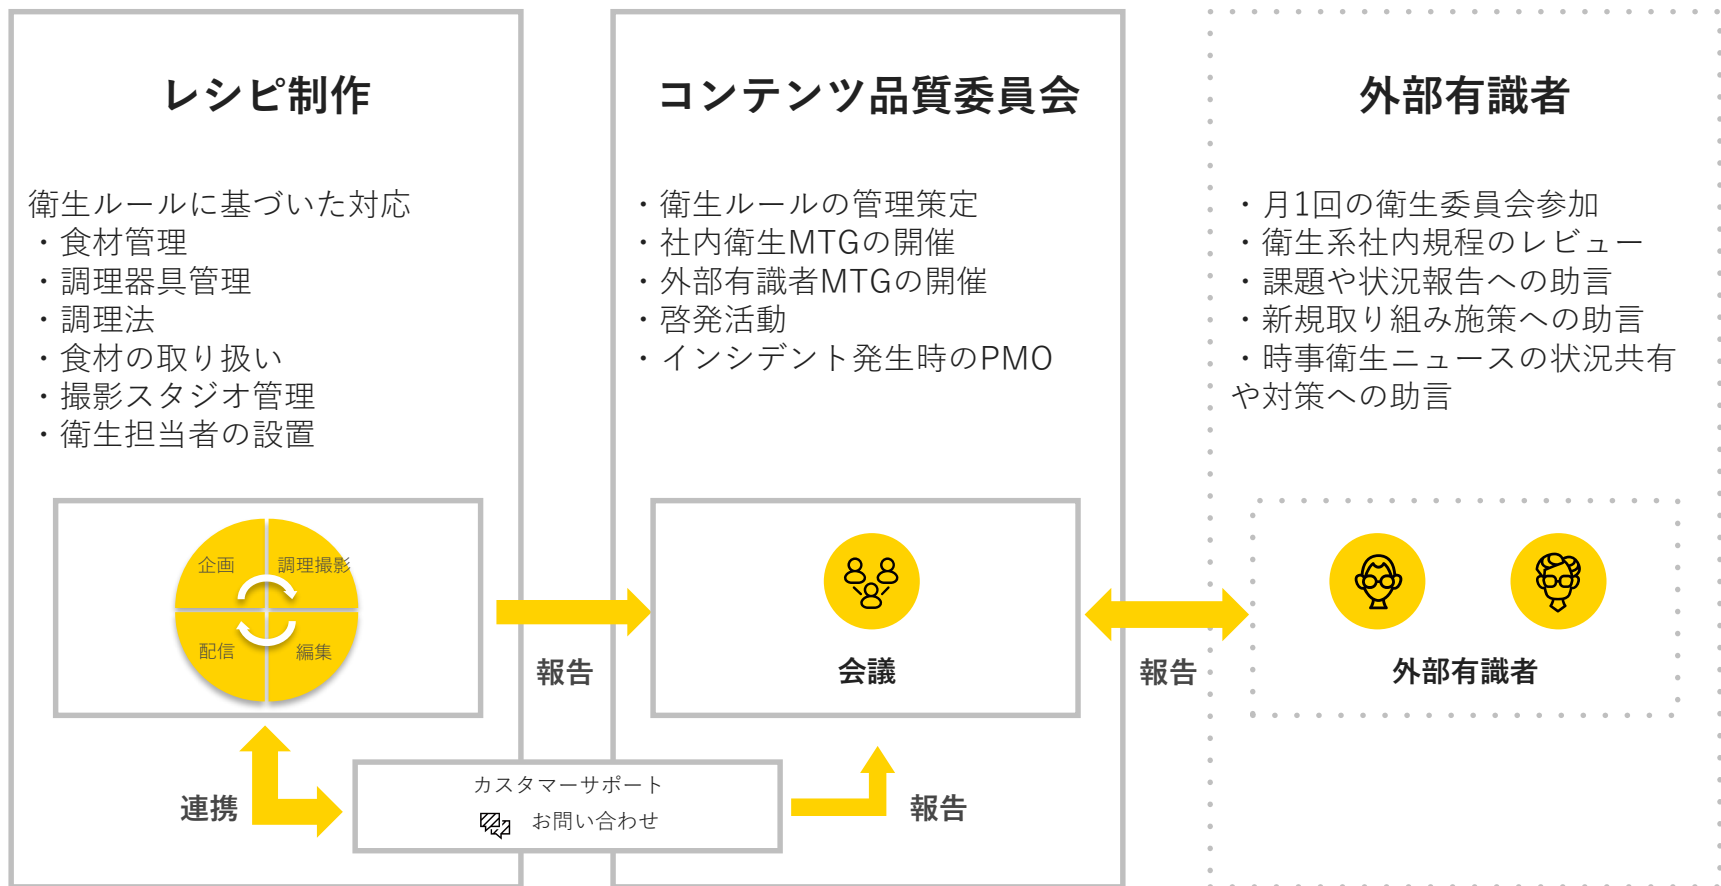 レシピ制作
衛生ルールに基づいた対応
・食材管理
・調理器具管理
・調理法
・食材の取り扱い
・撮影スタジオ管理
・衛生担当者の設置
企画
調理撮影
配信
編集
報告
連携
カスタマーサポート
お問い合わせ
コンテンツ品質委員会
・衛生ルールの管理策定
・社内衛生MTGの開催
・外部有識者MTGの開催
・啓発活動
・インシデント発生時のPMO
会議
報告
報告
外部有識者
・月1回の衛生委員会参加
・衛生系社内規程のレビュー
・課題や状況報告への助言
・新規取り組み施策への助言
・時事衛生ニュースの状況共有
や対策への助言
外部有識者